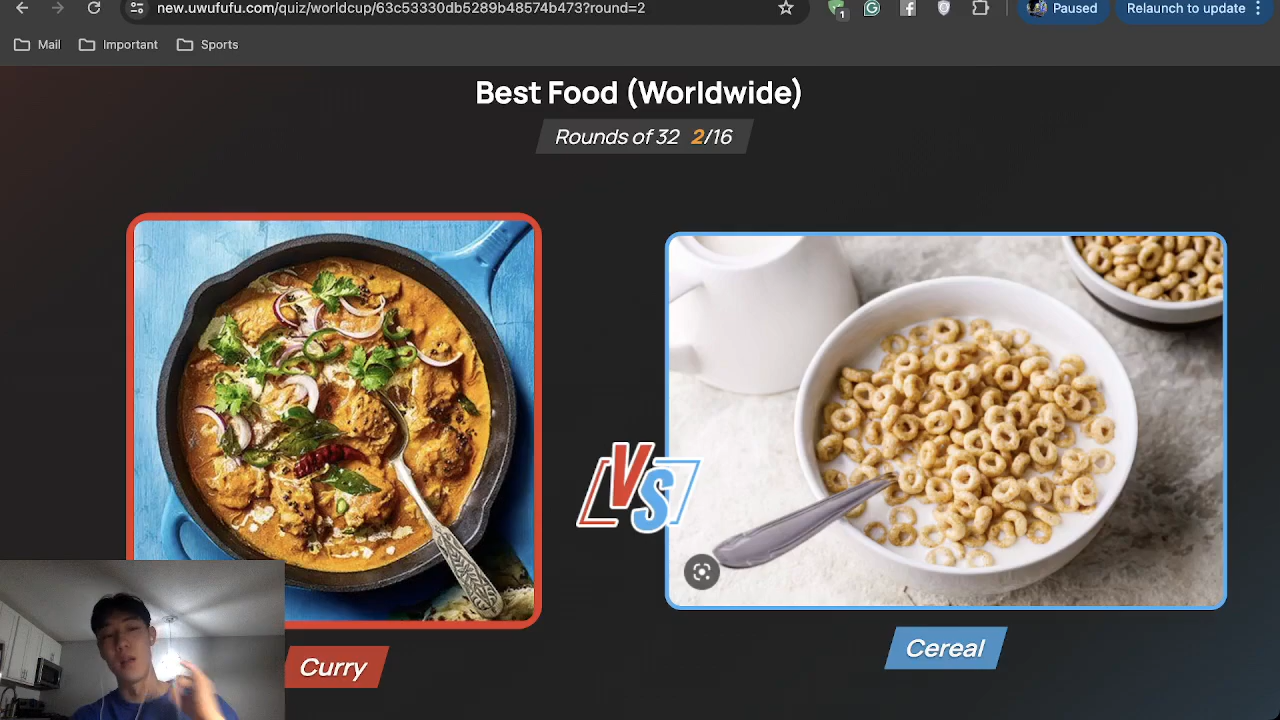 new.uwufufu.com/quiz/worldcup/63c53330db5289b48574b473?round=2
1
Paused
Relaunch to update
Mail
Important
Sports
Best Food (Worldwide)
Rounds of 32 2/16
VS
Curry
Cereal